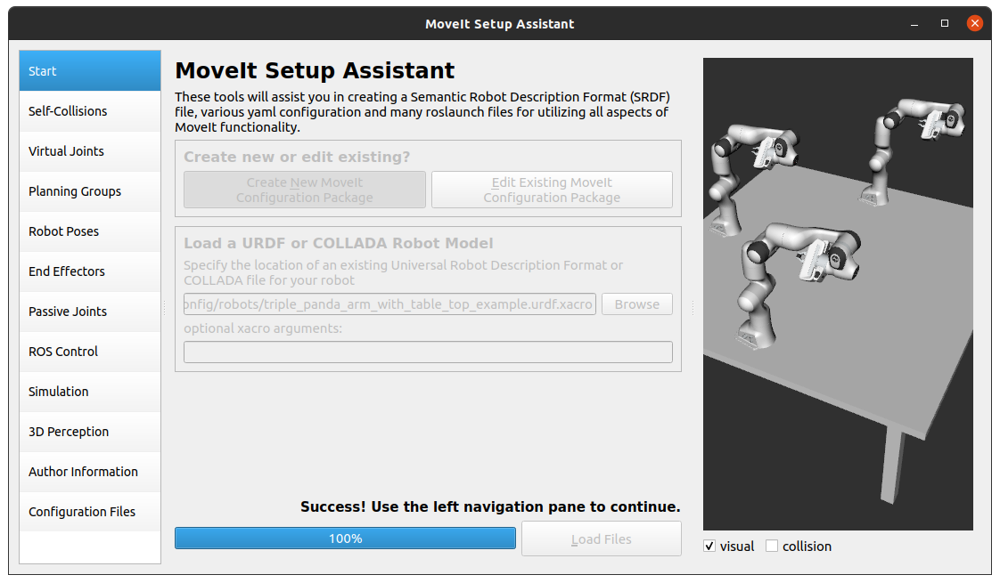 MoveIt Setup Assistant
Start
Self-Collisions
Virtual Joints
Planning Groups
Robot Poses
End Effectors
Passive Joints
ROS Control
Simulation
3D Perception
Author Information
Configuration Files
MoveIt Setup Assistant
These tools will assist you in creating a Semantic Robot Description Format (SRDF)
file, various yaml configuration and many roslaunch files for utilizing all aspects of
MoveIt functionality.
Create new or edit existing?
Create New MoveIt
Configuration Package
Edit Existing MoveIt
Configuration Package
Load a URDF or COLLADA Robot Model
Specify the location of an existing Universal Robot Description Format or
COLLADA file for your robot
onfig/robots/triple_panda_arm_with_table_top_example.urdf.xacro
Browse
optional xacro arguments:
Success! Use the left navigation pane to continue.
100%
Load Files
visual
collision